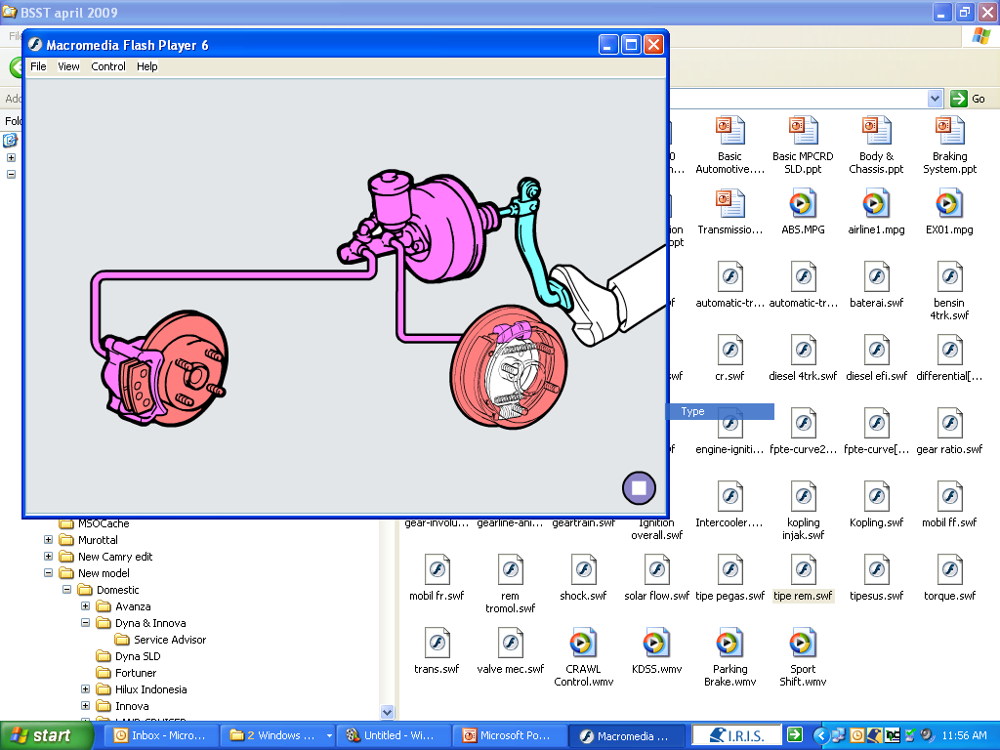 BSST april 2009
Macromedia Flash Player 6
File View Control Help
Go
Basic Automotive....
Basic MPCRD SLD.ppt
Body & Chassis.ppt
Braking System.ppt
Transmissio...
ABS.MPG
airline1.mpg
EX01.mpg
automatic-tr...
automatic-tr...
baterai.swf
bensin 4trk.swf
cr.swf
diesel 4trk.swf
diesel efi.swf
differential[...
Type
engine-igniti...
fpte-curve2...
fpte-curve[...
gear ratio.swf
gear-involu...
gearline-ani...
geartrain.swf
Ignition overall.swf
Intercooler....
kopling injak.swf
Kopling.swf
mobil ff.swf
mobil fr.swf
rem tromol.swf
shock.swf
solar flow.swf
tipe pegas.swf
tipe rem.swf
tipesus.swf
torque.swf
trans.swf
valve mec.swf
CRAWL Control.wmv
KDSS.wmv
Parking Brake.wmv
Sport Shift.wmv
MSOCache
Murottal
New Camry edit
New model
Domestic
Avanza
Dyna & Innova
Service Advisor
Dyna SLD
Fortuner
Hilux Indonesia
Innova
start
Inbox - Micro...
2 Windows ...
Untitled - Wi...
Microsoft Po...
Macromedia ...
I.R.I.S.
11:56 AM